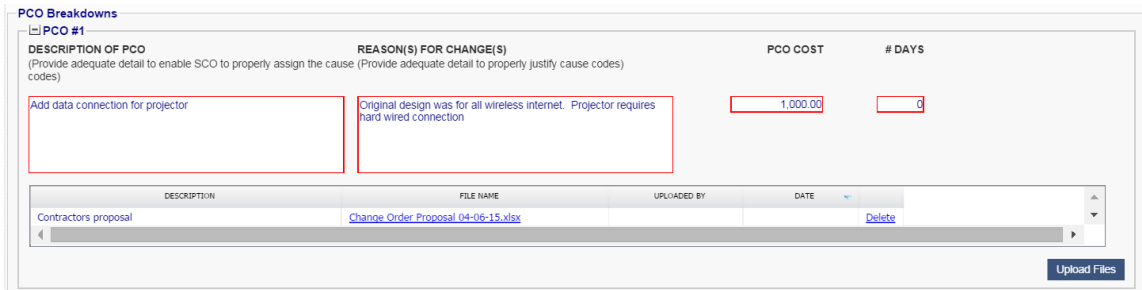 PCO Breakdowns
PCO #1
DESCRIPTION OF PCO REASON(S) FOR CHANGE(S) PCO COST # DAYS
(Provide adequate detail to enable SCO to properly assign the cause (Provide adequate detail to properly justify cause codes)
codes)
Add data connection for projector
Original design was for all wireless internet. Projector requires
hard wired connection
1,000.00 0
DESCRIPTION FILE NAME UPLOADED BY DATE
Contractors proposal Change Order Proposal 04-06-15.xlsx Delete
Upload Files